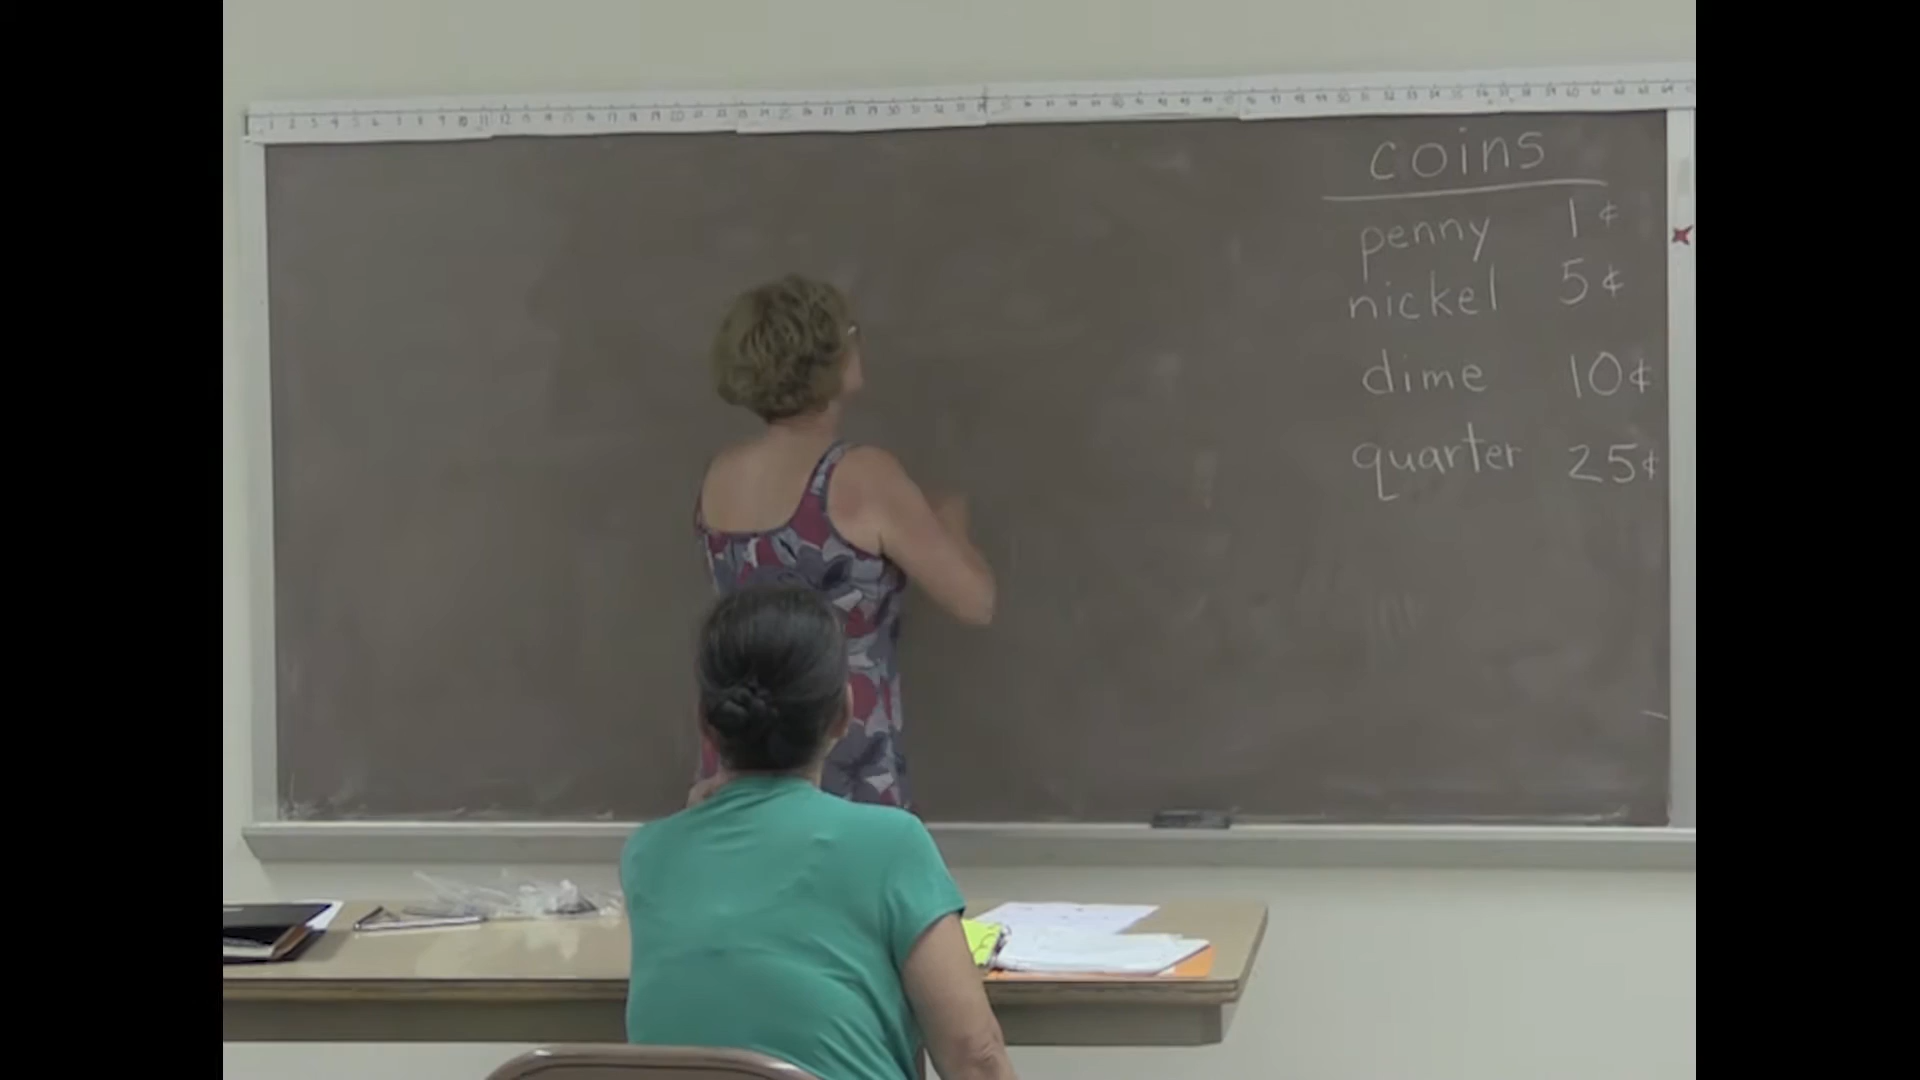 coins
penny 1¢
nickel 5¢
dime 10¢
quarter 25¢